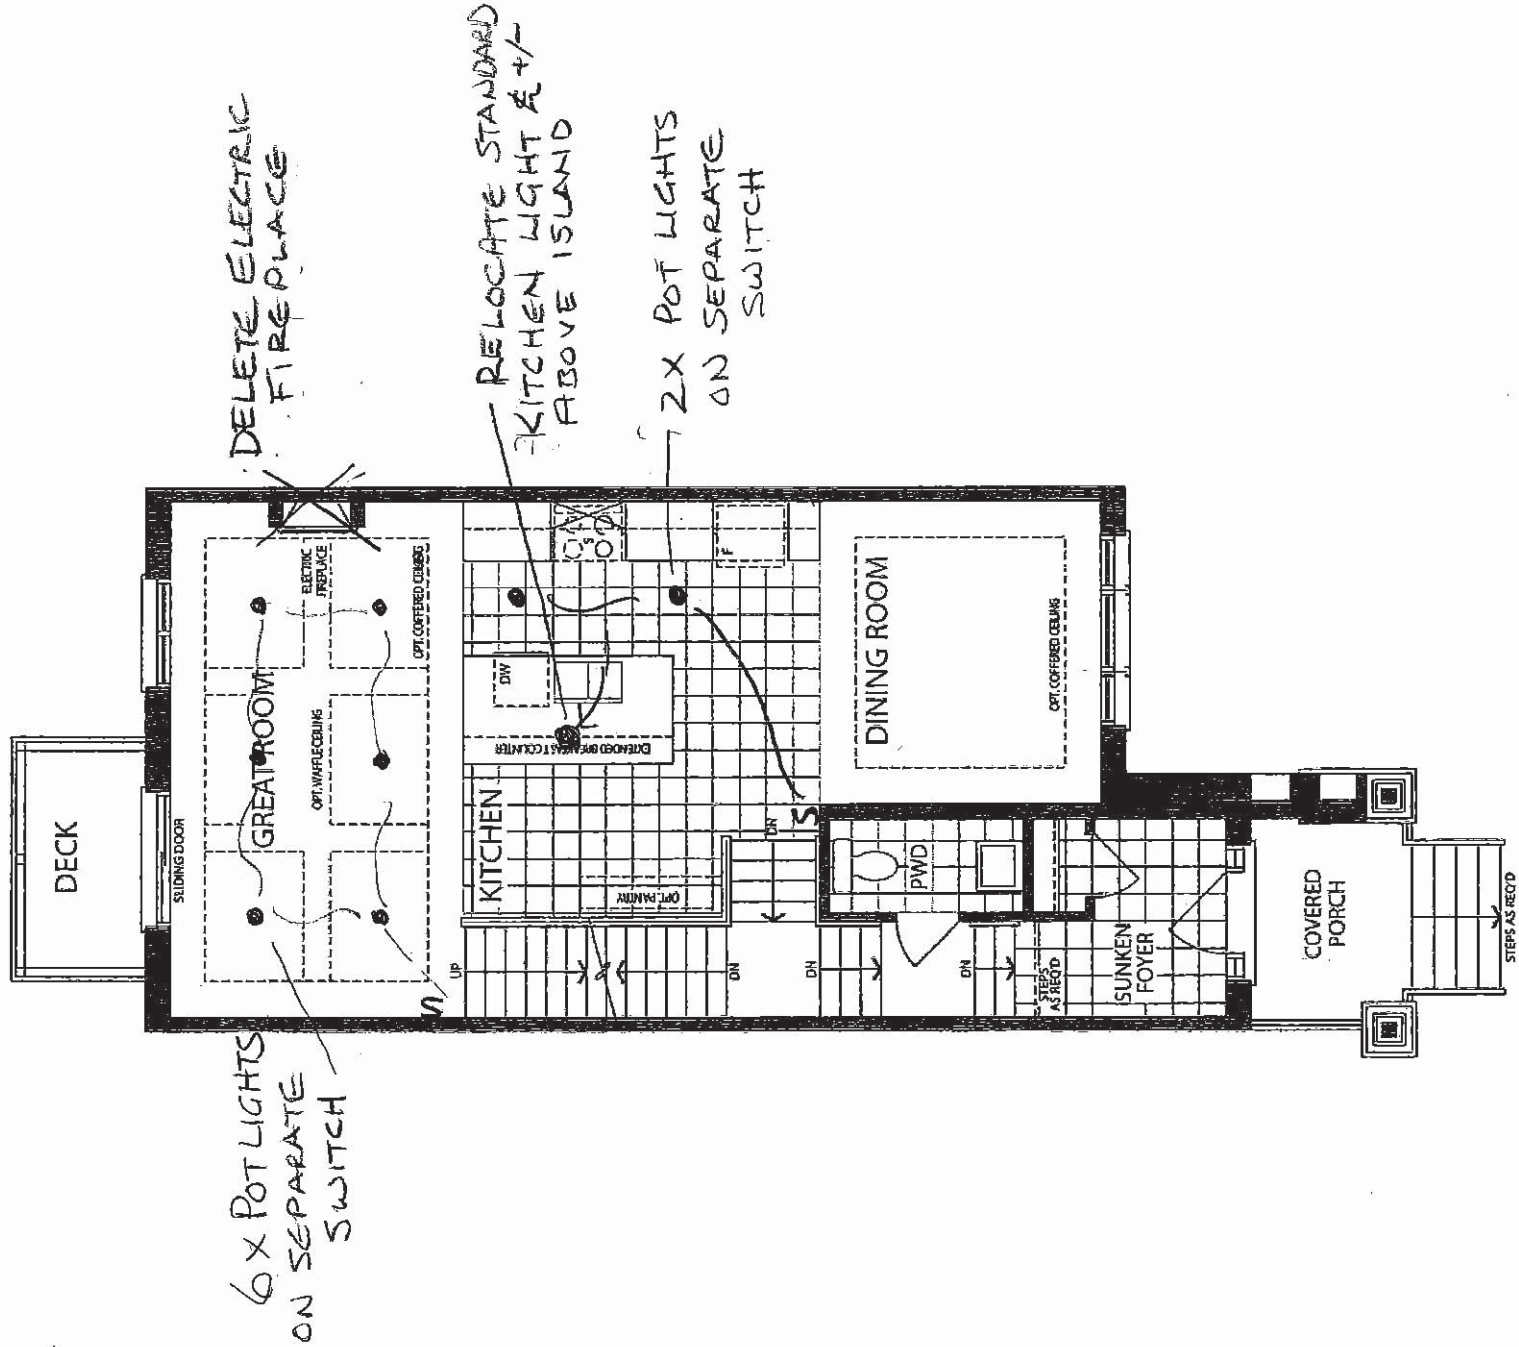 DELETE ELECTRIC
FIREPLACE
RELOCATE STANDARD
KITCHEN LIGHT & +/-
ABOVE ISLAND
2X POT LIGHTS
ON SEPARATE
SWITCH
6X POT LIGHTS
ON SEPARATE
SWITCH
DECK
SLIDING DOOR
GREAT ROOM
OPT. WAFFLE CEILING
ELECTRIC
FIREPLACE
OPT. COFFERED CEILING
S
UP
KITCHEN
EXTENDED BREAKFAST COUNTER
DW
S
F
OPT. PANTRY
DN
DN
DN
DN
S
DINING ROOM
OPT. COFFERED CEILING
PWD
STEPS
AS REQ'D
SUNKEN
FOYER
COVERED
PORCH
STEPS AS REQ'D